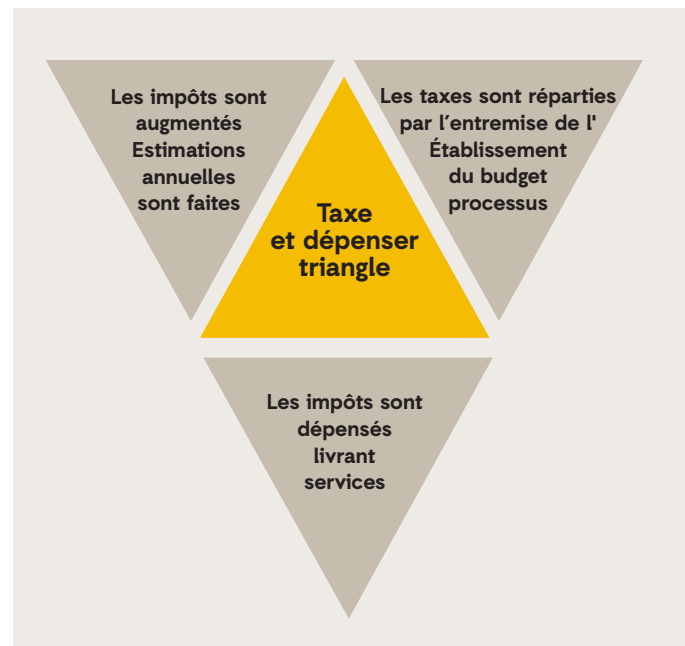 Les impôts sont
augmentés
Estimations
annuelles
sont faites
Les taxes sont réparties
par l’entremise de l'
Établissement
du budget
processus
Taxe
et dépenser
triangle
Les impôts sont
dépensés
livrant
services